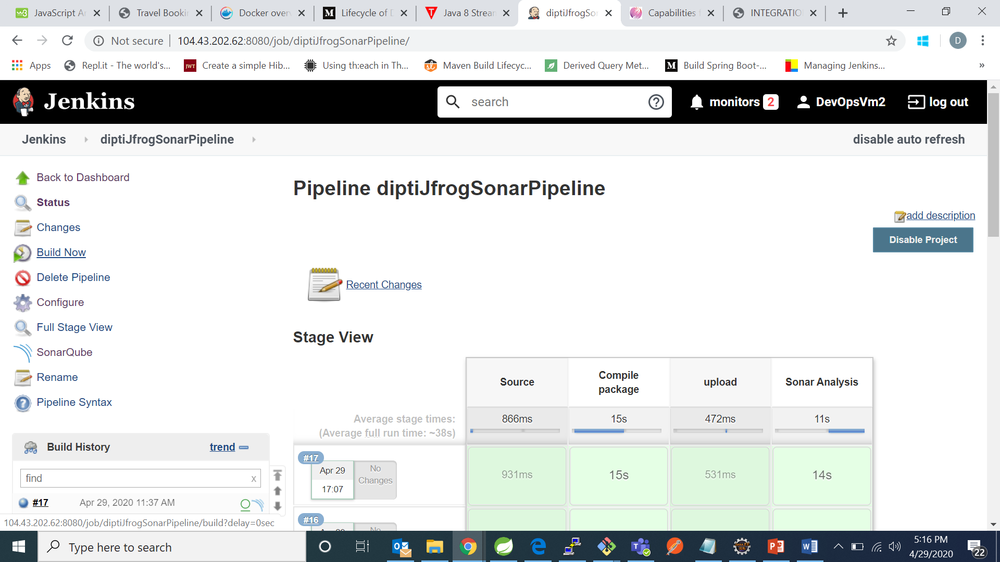 JavaScript Ar
Travel Bookin
Docker over
Lifecycle of D
Java 8 Strear
diptiJfrogSor
Capabilities
INTEGRATIO
Not secure
104.43.202.62:8080/job/diptiJfrogSonarPipeline/
D
Apps
Repl.it - The world's...
JWT
Create a simple Hib...
Using th:each in Th...
Maven Build Lifecyc...
Derived Query Met...
M
Build Spring Boot-...
Managing Jenkins...
»
Jenkins
search
monitors 2
DevOpsVm2
log out
Jenkins
diptiJfrogSonarPipeline
disable auto refresh
Back to Dashboard
Status
Changes
Build Now
Delete Pipeline
Configure
Full Stage View
SonarQube
Rename
Pipeline Syntax
Pipeline diptiJfrogSonarPipeline
add description
Disable Project
Recent Changes
Stage View
Source
Compile
package
upload
Sonar Analysis
Average stage times:
(Average full run time: ~38s)
866ms
15s
472ms
11s
#17
Apr 29
17:07
No
Changes
931ms
15s
531ms
14s
#16
No
Build History
trend
find
x
#17
Apr 29, 2020 11:37 AM
104.43.202.62:8080/job/diptiJfrogSonarPipeline/build?delay=0sec
Type here to search
5:16 PM
4/29/2020
22